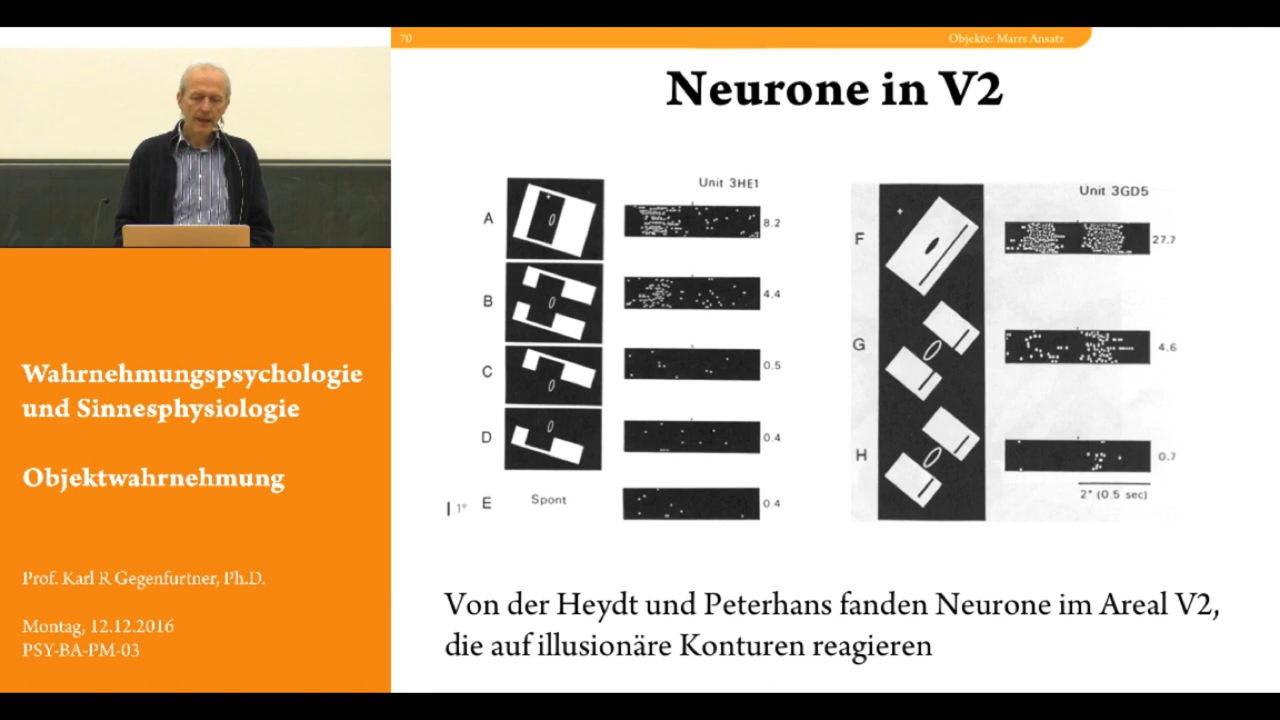 70
Objekte: Marrs Ansatz
Neurone in V2
Unit 3HE1
A
8.2
B
4.4
C
0.5
D
0.4
1°
E
Spont
0.4
Unit 3GD5
F
27.7
G
4.6
H
0.7
2° (0.5 sec)
Von der Heydt und Peterhans fanden Neurone im Areal V2,
die auf illusionäre Konturen reagieren
Wahrnehmungspsychologie
und Sinnesphysiologie
Objektwahrnehmung
Prof. Karl R Gegenfurtner, Ph.D.
Montag, 12.12.2016
PSY-BA-PM-03